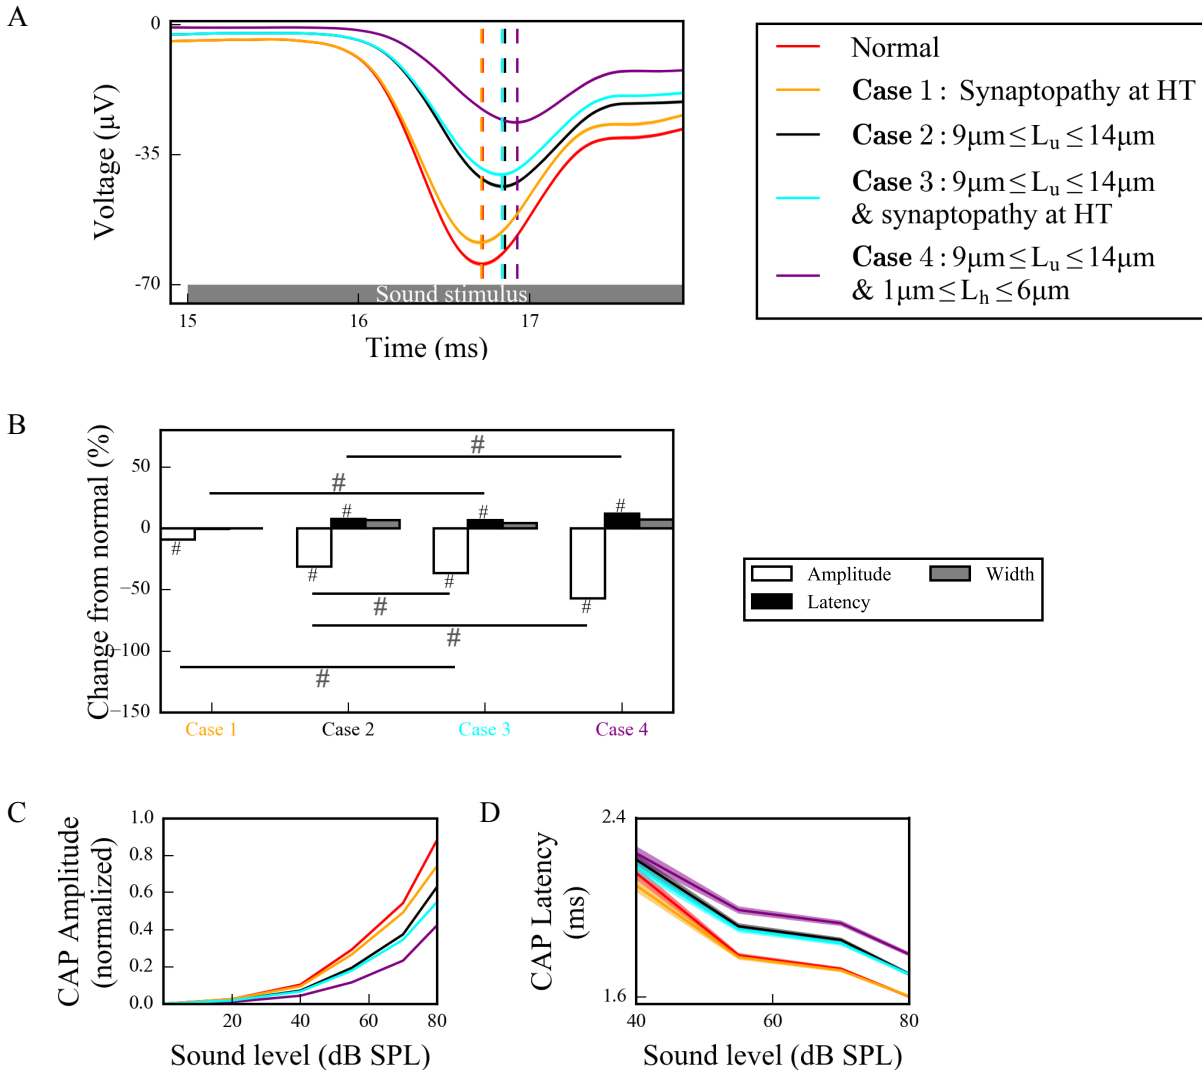 A
0
−35
−70
Voltage (μV)
Sound stimulus
15
16
17
Time (ms)
Normal
Case 1 : Synaptopathy at HT
Case 2 : 9μm ≤ Lu ≤ 14μm
Case 3 : 9μm ≤ Lu ≤ 14μm
& synaptopathy at HT
Case 4 : 9μm ≤ Lu ≤ 14μm
& 1μm ≤ Lh ≤ 6μm
B
Change from normal (%)
50
0
−50
−100
−150
#
#
#
#
#
#
#
#
#
#
#
#
Case 1
Case 2
Case 3
Case 4
Amplitude
Width
Latency
C
CAP Amplitude
(normalized)
1.0
0.8
0.6
0.4
0.2
0.0
20
40
60
80
Sound level (dB SPL)
D
CAP Latency
(ms)
2.4
1.6
40
60
80
Sound level (dB SPL)